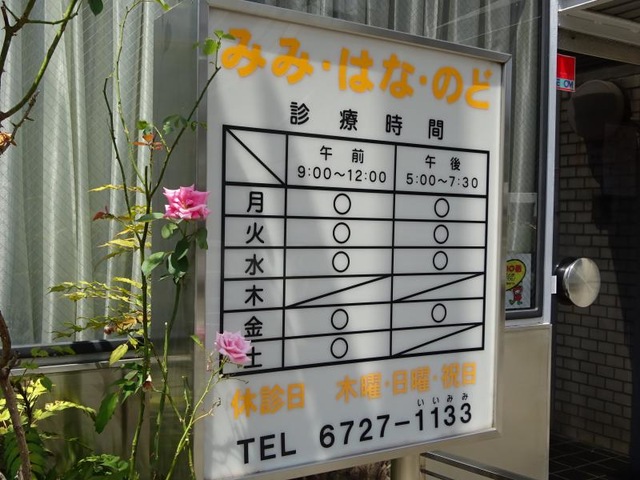 みみ・はな・のど
診療時間
午前 午後
9:00～12:00 5:00～7:30
月 ○ ○
火 ○ ○
水 ○ ○
木
金 ○ ○
土 ○
休診日 木曜・日曜・祝日
いいみみ
TEL 6727-1133